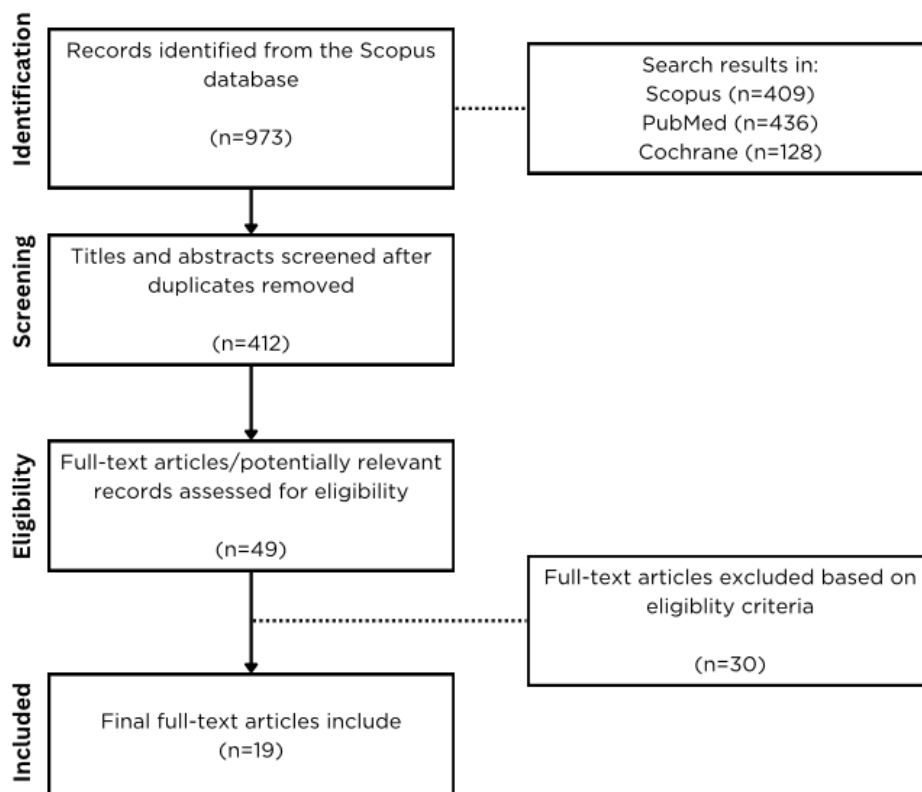 Identification
Records identified from the Scopus
database
(n=973)
Search results in:
Scopus (n=409)
PubMed (n=436)
Cochrane (n=128)
Screening
Titles and abstracts screened after
duplicates removed
(n=412)
Eligibility
Full-text articles/potentially relevant
records assessed for eligibility
(n=49)
Full-text articles excluded based on
eligiblity criteria
(n=30)
Included
Final full-text articles include
(n=19)